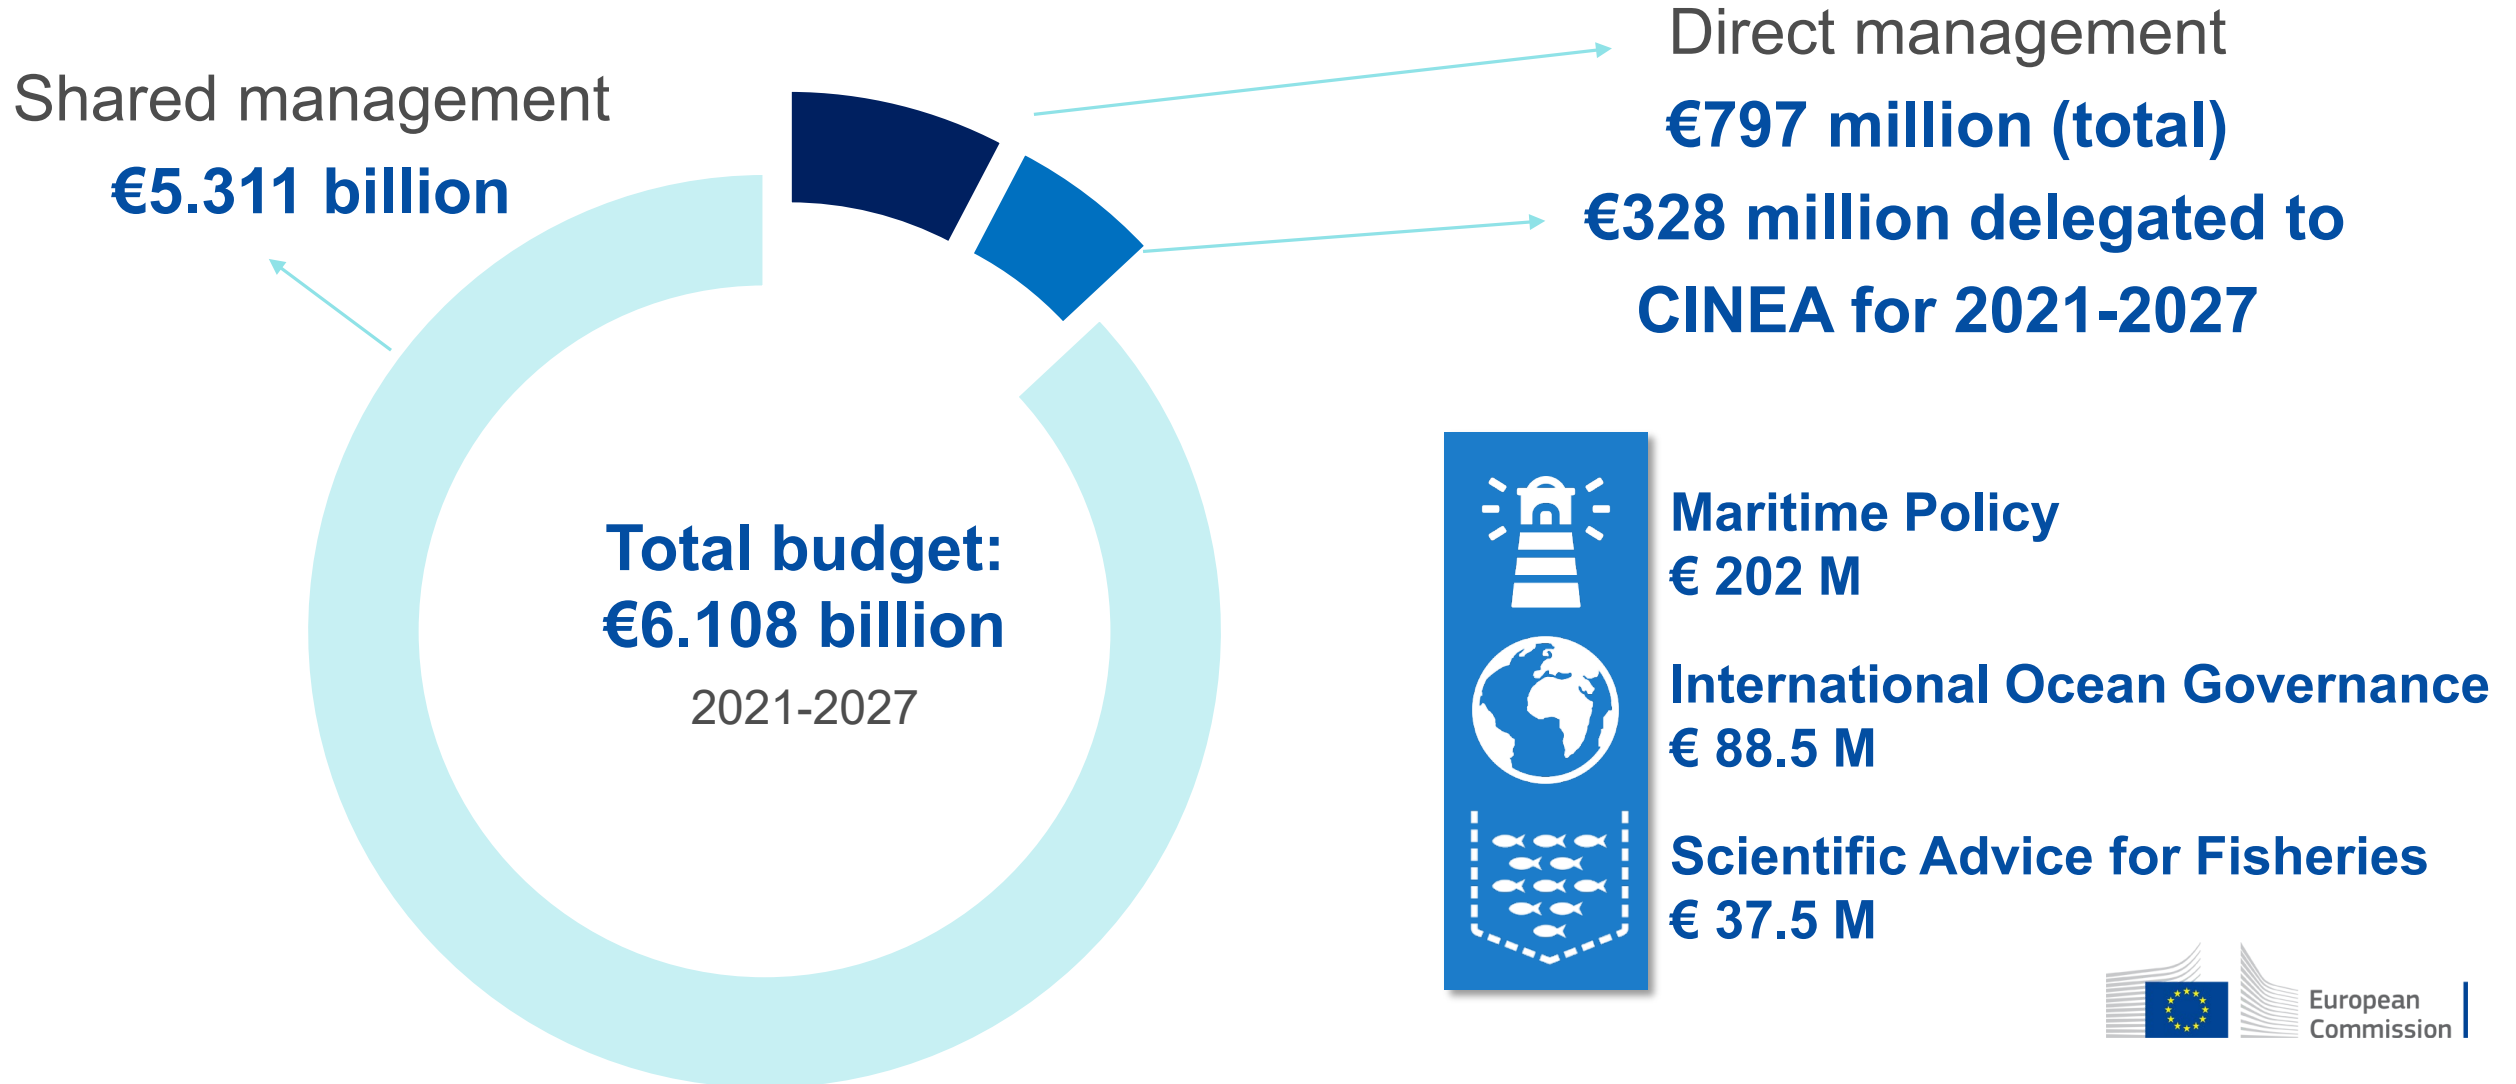 Shared management
€5.311 billion
Direct management
€797 million (total)
€328 million delegated to
CINEA for 2021-2027
Total budget:
€6.108 billion
2021-2027
Maritime Policy
€ 202 M
International Ocean Governance
€ 88.5 M
Scientific Advice for Fisheries
€ 37.5 M
European
Commission